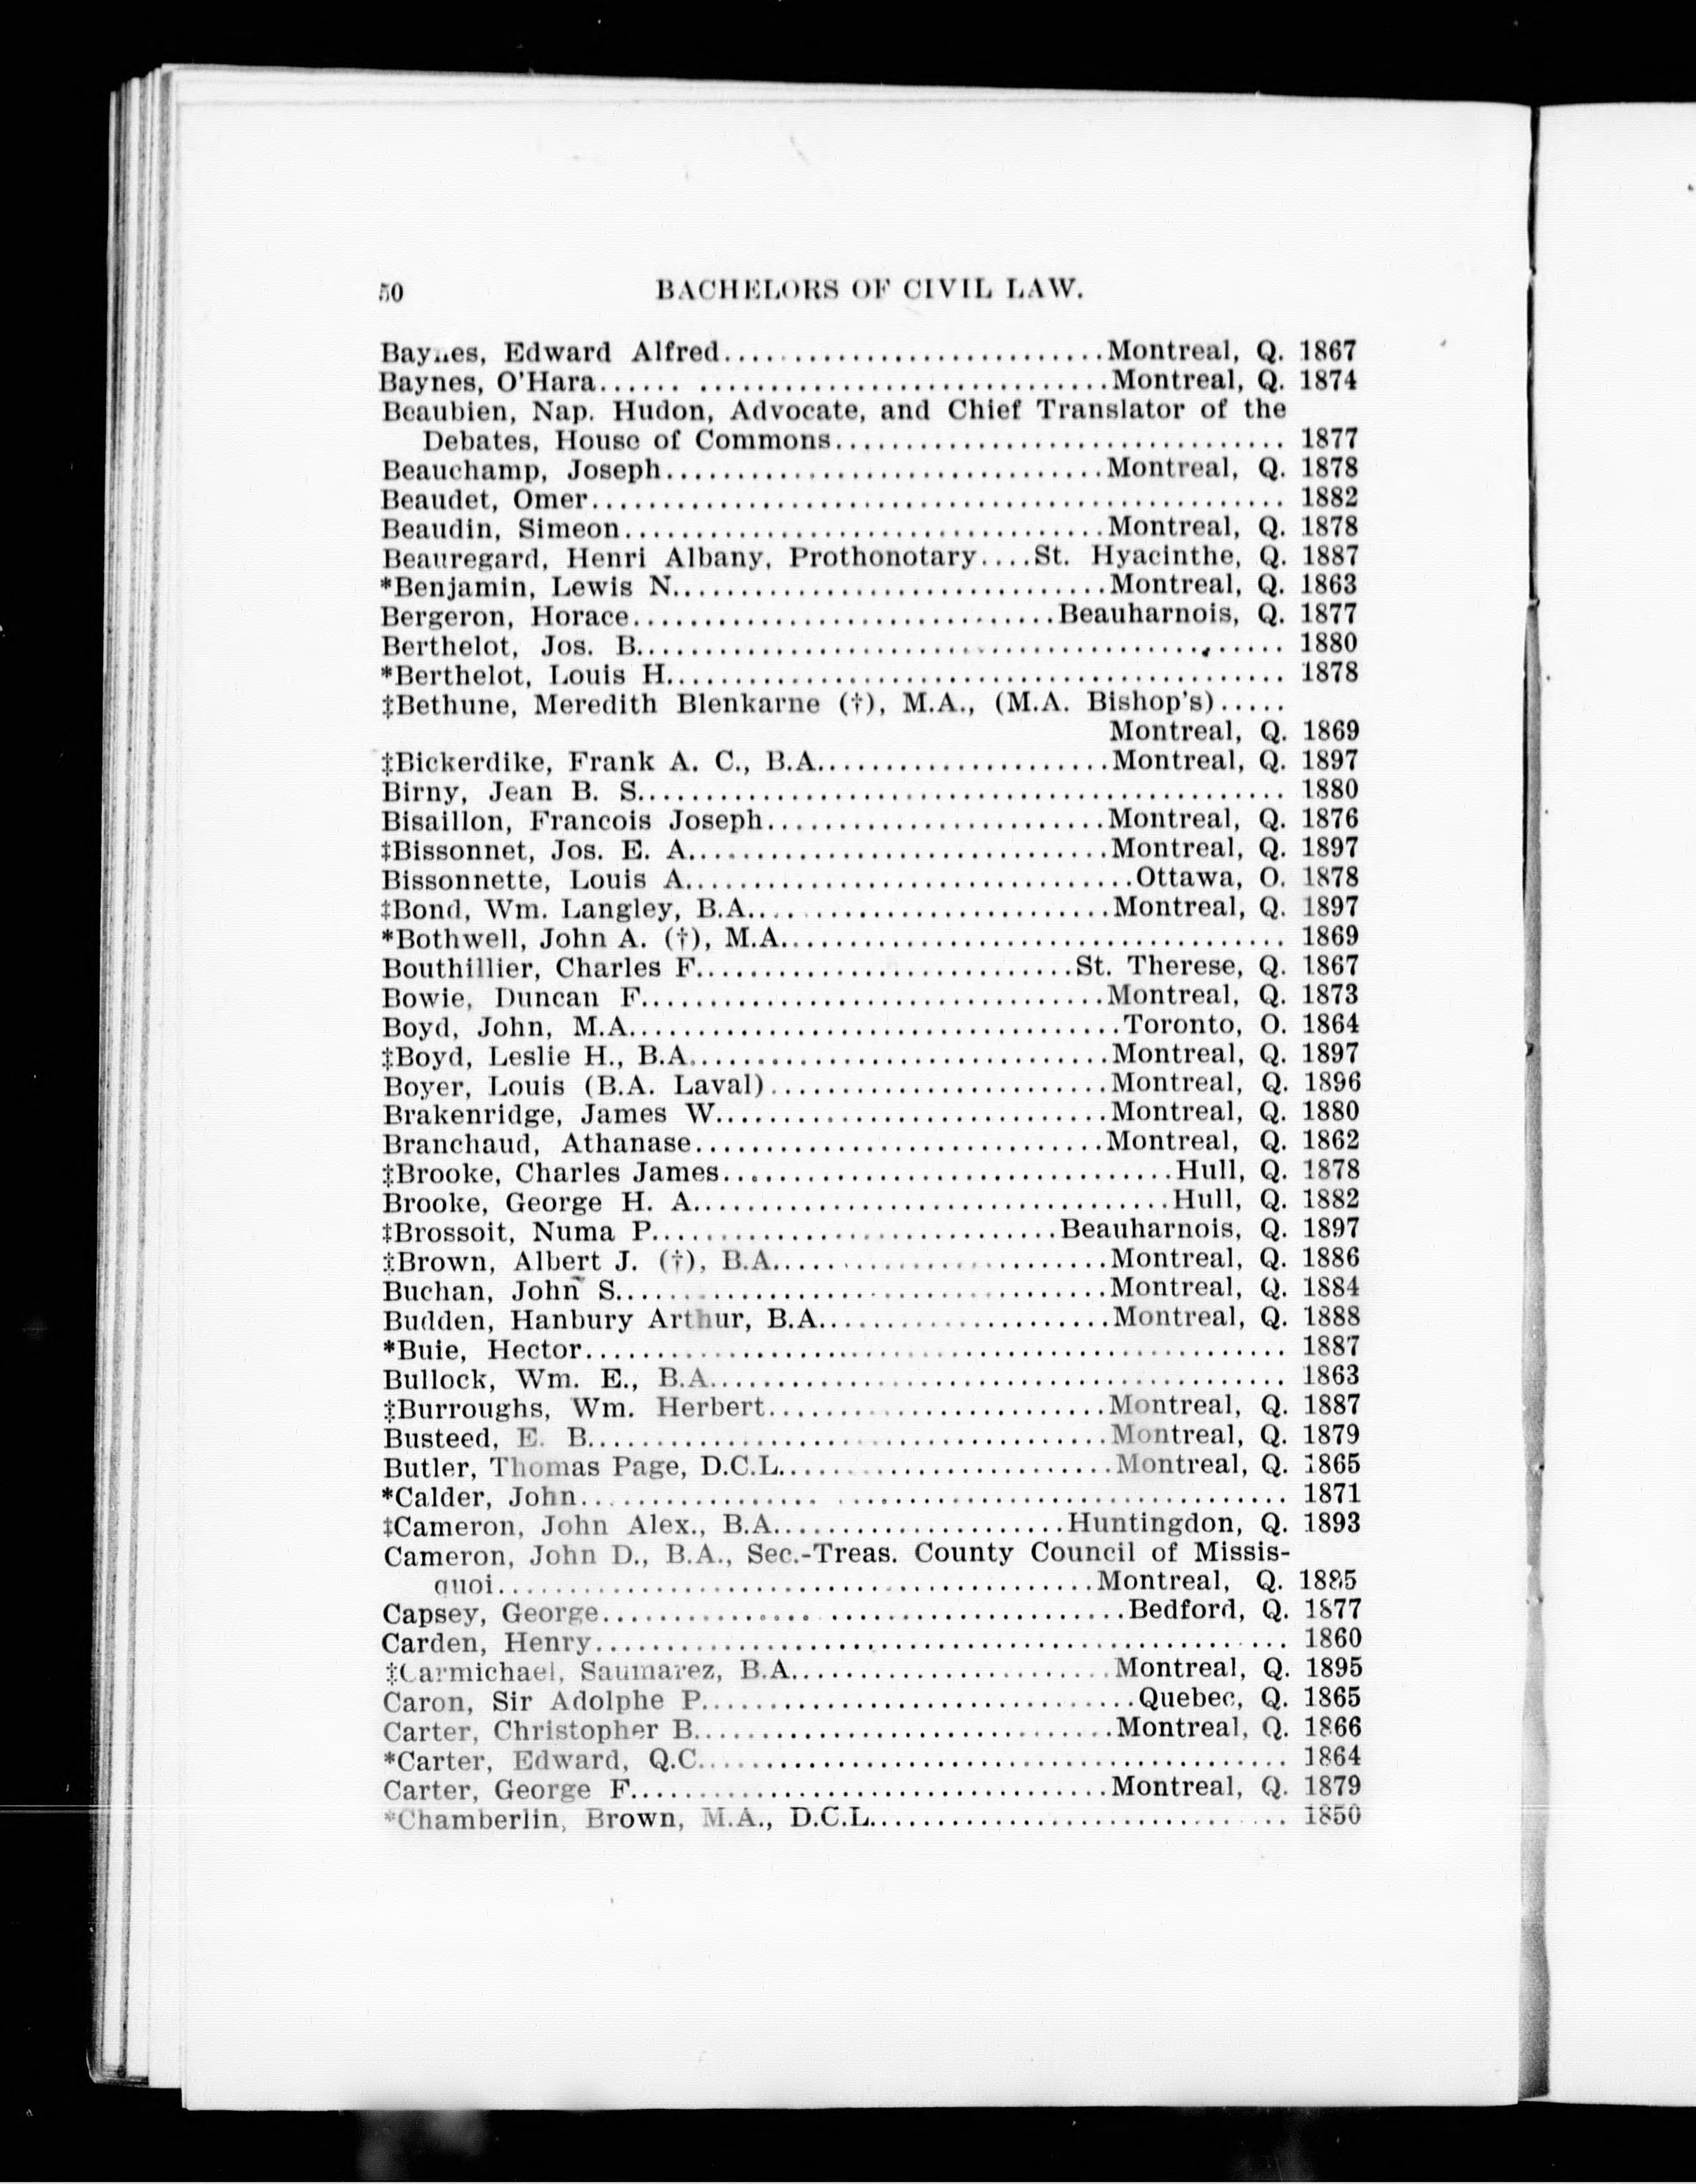 50 BACHELORS OF CIVIL LAW.
Baynes, Edward Alfred............................Montreal, Q. 1867
Baynes, O'Hara...... ..............................Montreal, Q. 1874
Beaubien, Nap. Hudon, Advocate, and Chief Translator of the
Debates, House of Commons................................. 1877
Beauchamp, Joseph................................Montreal, Q. 1878
Beaudet, Omer.................................................... 1882
Beaudin, Simeon...................................Montreal, Q. 1878
Beauregard, Henri Albany, Prothonotary....St. Hyacinthe, Q. 1887
*Benjamin, Lewis N................................Montreal, Q. 1863
Bergeron, Horace...............................Beauharnois, Q. 1877
Berthelot, Jos. B................................................ 1880
*Berthelot, Louis H.............................................. 1878
‡Bethune, Meredith Blenkarne (†), M.A., (M.A. Bishop's).....
Montreal, Q. 1869
‡Bickerdike, Frank A. C., B.A......................Montreal, Q. 1897
Birny, Jean B. S................................................ 1880
Bisaillon, Francois Joseph.........................Montreal, Q. 1876
‡Bissonnet, Jos. E. A...............................Montreal, Q. 1897
Bissonnette, Louis A.................................Ottawa, O. 1878
‡Bond, Wm. Langley, B.A...........................Montreal, Q. 1897
*Bothwell, John A. (†), M.A..................................... 1869
Bouthillier, Charles F............................St. Therese, Q. 1867
Bowie, Duncan F..................................Montreal, Q. 1873
Boyd, John, M.A....................................Toronto, O. 1864
‡Boyd, Leslie H., B.A...............................Montreal, Q. 1897
Boyer, Louis (B.A. Laval).........................Montreal, Q. 1896
Brakenridge, James W.............................Montreal, Q. 1880
Branchaud, Athanase..............................Montreal, Q. 1862
‡Brooke, Charles James.................................Hull, Q. 1878
Brooke, George H. A...................................Hull, Q. 1882
‡Brossoit, Numa P..............................Beauharnois, Q. 1897
‡Brown, Albert J. (†), B.A.........................Montreal, Q. 1886
Buchan, John S....................................Montreal, Q. 1884
Budden, Hanbury Arthur, B.A......................Montreal, Q. 1888
*Buie, Hector.................................................... 1887
Bullock, Wm. E., B.A........................................... 1863
‡Burroughs, Wm. Herbert.........................Montreal, Q. 1887
Busteed, E. B......................................Montreal, Q. 1879
Butler, Thomas Page, D.C.L.........................Montreal, Q. 1865
*Calder, John.................. ................................. 1871
‡Cameron, John Alex., B.A......................Huntingdon, Q. 1893
Cameron, John D., B.A., Sec.-Treas. County Council of Missis-
quoi............................................Montreal, Q. 1885
Capsey, George................ ......................Bedford, Q. 1877
Carden, Henry................................................... 1860
‡Carmichael, Saumarez, B.A........................Montreal, Q. 1895
Caron, Sir Adolphe P................................Quebec, Q. 1865
Carter, Christopher B...............................Montreal, Q. 1866
*Carter, Edward, Q.C............................................ 1864
Carter, George F...................................Montreal, Q. 1879
*Chamberlin, Brown, M.A., D.C.L............................... 1850